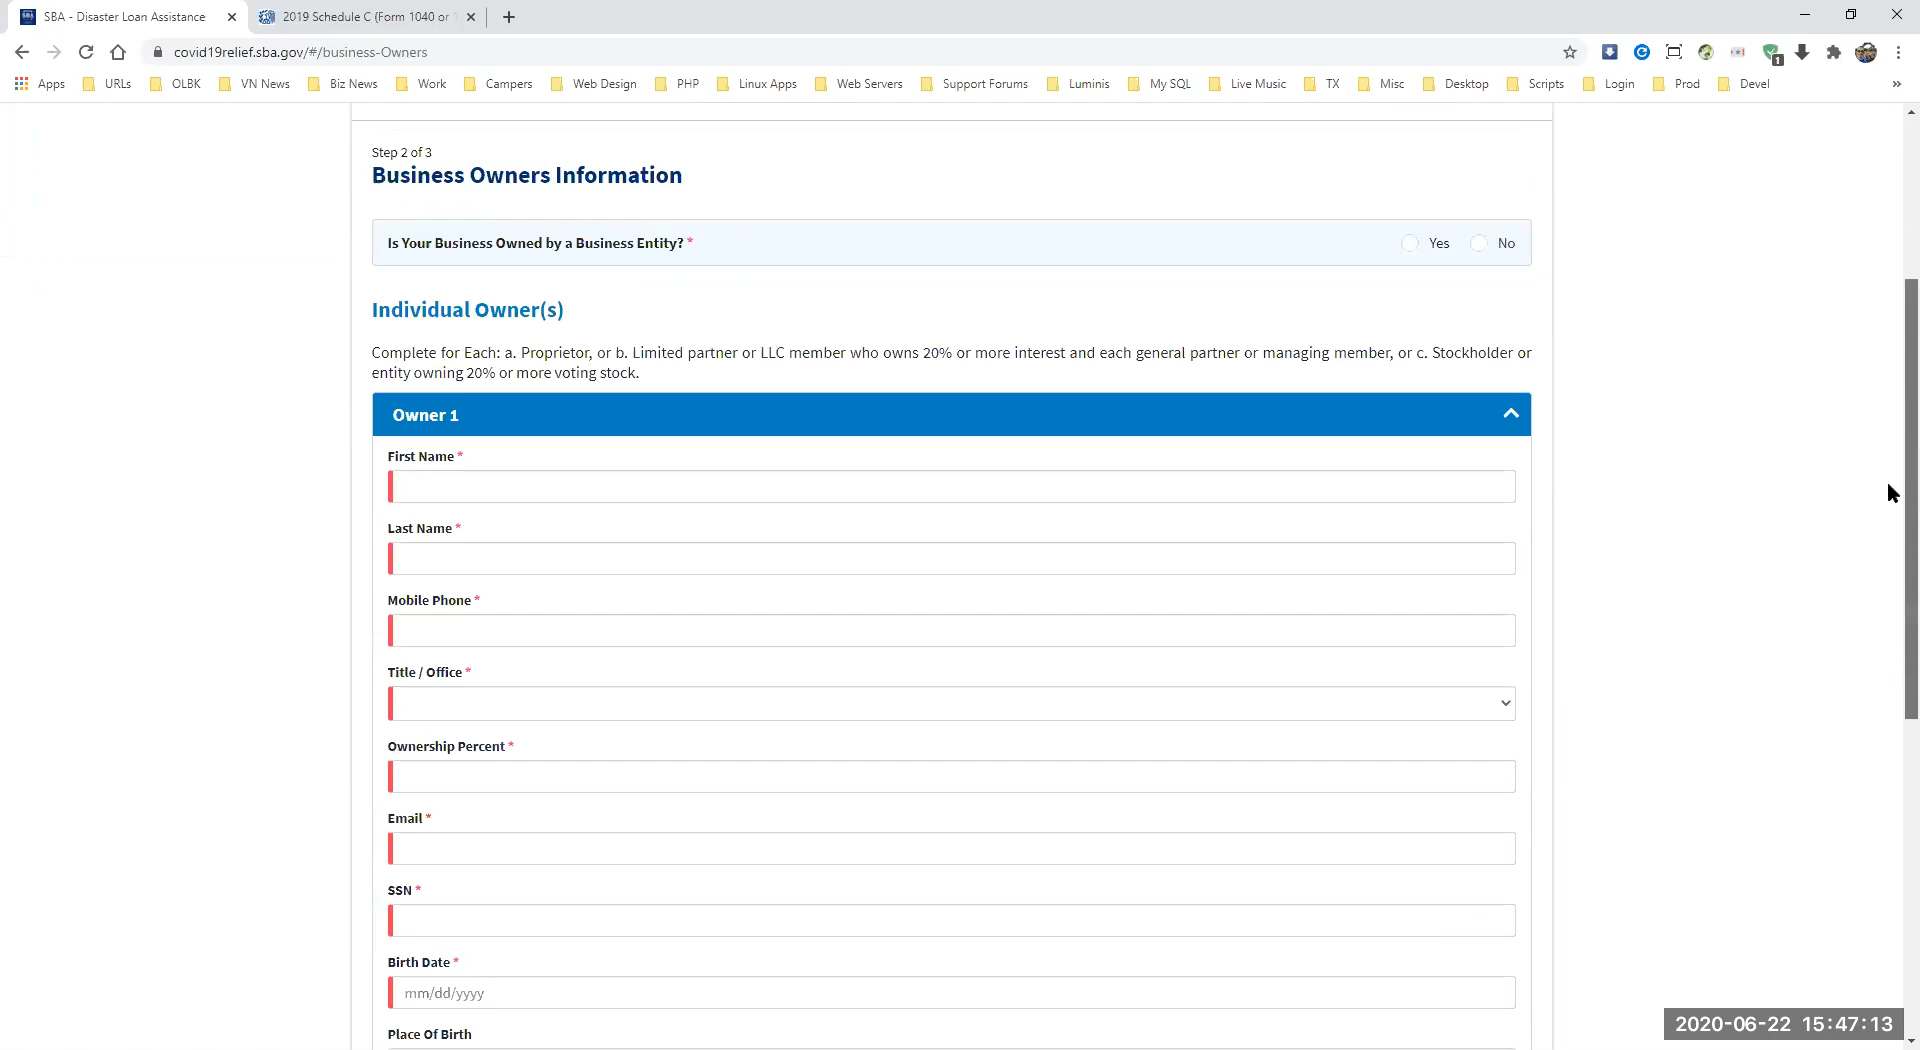 SBA - Disaster Loan Assistance
2019 Schedule C (Form 1040 or
covid19relief.sba.gov/#/business-Owners
1
Apps URLs OLBK VN News Biz News Work Campers Web Design PHP Linux Apps Web Servers Support Forums Luminis My SQL Live Music TX Misc Desktop Scripts Login Prod Devel »
Step 2 of 3
Business Owners Information
Is Your Business Owned by a Business Entity? * Yes No
Individual Owner(s)
Complete for Each: a. Proprietor, or b. Limited partner or LLC member who owns 20% or more interest and each general partner or managing member, or c. Stockholder or
entity owning 20% or more voting stock.
Owner 1
First Name *
Last Name *
Mobile Phone *
Title / Office *
Ownership Percent *
Email *
SSN *
Birth Date *
mm/dd/yyyy
Place Of Birth
2020-06-22 15:47:13